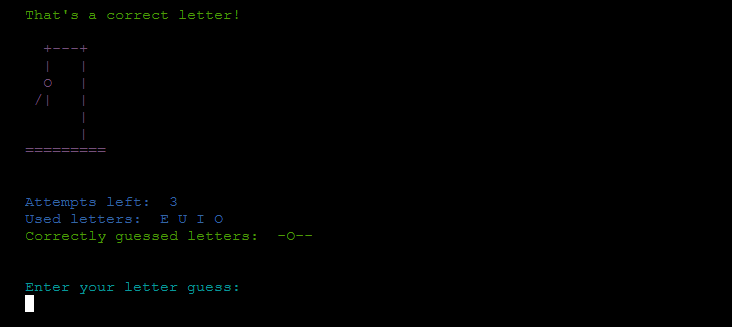 That's a correct letter!
  +---+
  |   |
  O   |
 /|   |
      |
      |
=========
Attempts left:  3
Used letters:  E U I O
Correctly guessed letters:  -O--
Enter your letter guess: